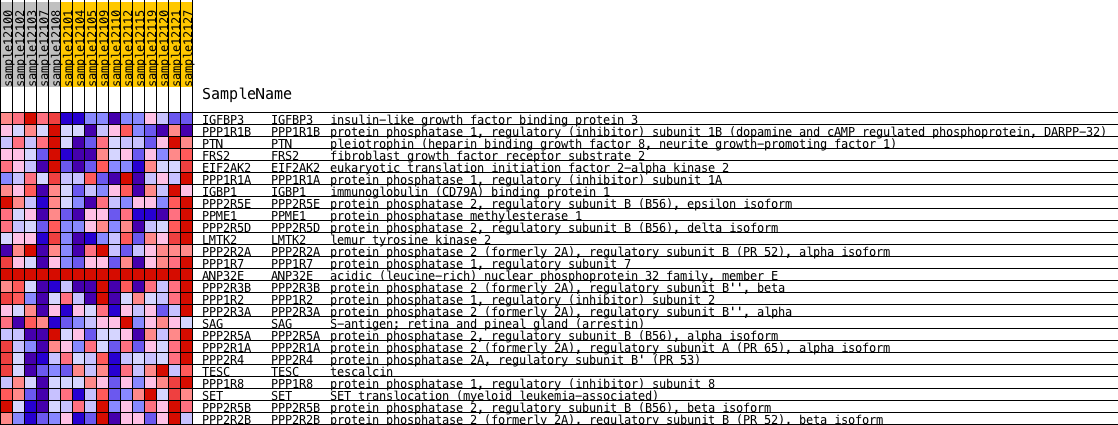 sample12100
sample12102
sample12103
sample12107
sample12108
sample12101
sample12104
sample12105
sample12109
sample12110
sample12112
sample12115
sample12119
sample12120
sample12121
sample12127
SampleName
IGFBP3 IGFBP3 insulin-like growth factor binding protein 3
PPP1R1B PPP1R1B protein phosphatase 1, regulatory (inhibitor) subunit 1B (dopamine and cAMP regulated phosphoprotein, DARPP-32)
PTN PTN pleiotrophin (heparin binding growth factor 8, neurite growth-promoting factor 1)
FRS2 FRS2 fibroblast growth factor receptor substrate 2
EIF2AK2 EIF2AK2 eukaryotic translation initiation factor 2-alpha kinase 2
PPP1R1A PPP1R1A protein phosphatase 1, regulatory (inhibitor) subunit 1A
IGBP1 IGBP1 immunoglobulin (CD79A) binding protein 1
PPP2R5E PPP2R5E protein phosphatase 2, regulatory subunit B (B56), epsilon isoform
PPME1 PPME1 protein phosphatase methylesterase 1
PPP2R5D PPP2R5D protein phosphatase 2, regulatory subunit B (B56), delta isoform
LMTK2 LMTK2 lemur tyrosine kinase 2
PPP2R2A PPP2R2A protein phosphatase 2 (formerly 2A), regulatory subunit B (PR 52), alpha isoform
PPP1R7 PPP1R7 protein phosphatase 1, regulatory subunit 7
ANP32E ANP32E acidic (leucine-rich) nuclear phosphoprotein 32 family, member E
PPP2R3B PPP2R3B protein phosphatase 2 (formerly 2A), regulatory subunit B'', beta
PPP1R2 PPP1R2 protein phosphatase 1, regulatory (inhibitor) subunit 2
PPP2R3A PPP2R3A protein phosphatase 2 (formerly 2A), regulatory subunit B'', alpha
SAG SAG S-antigen; retina and pineal gland (arrestin)
PPP2R5A PPP2R5A protein phosphatase 2, regulatory subunit B (B56), alpha isoform
PPP2R1A PPP2R1A protein phosphatase 2 (formerly 2A), regulatory subunit A (PR 65), alpha isoform
PPP2R4 PPP2R4 protein phosphatase 2A, regulatory subunit B' (PR 53)
TESC TESC tescalcin
PPP1R8 PPP1R8 protein phosphatase 1, regulatory (inhibitor) subunit 8
SET SET SET translocation (myeloid leukemia-associated)
PPP2R5B PPP2R5B protein phosphatase 2, regulatory subunit B (B56), beta isoform
PPP2R2B PPP2R2B protein phosphatase 2 (formerly 2A), regulatory subunit B (PR 52), beta isoform